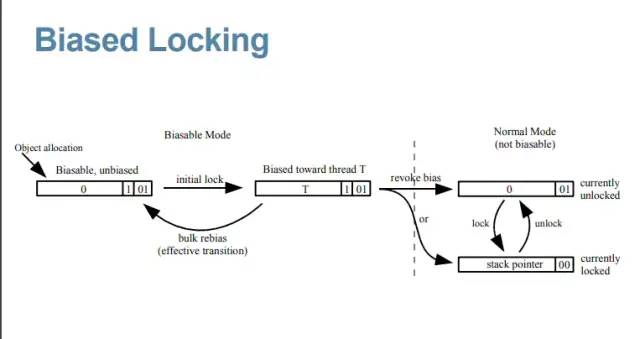 Biased Locking
Biasable Mode
Normal Mode
(not biasable)
Object allocation
Biasable, unbiased
0 1 01
initial lock
Biased toward thread T
T 1 01
revoke bias
or
0 01
currently
unlocked
lock
unlock
bulk rebias
(effective transition)
stack pointer 00
currently
locked